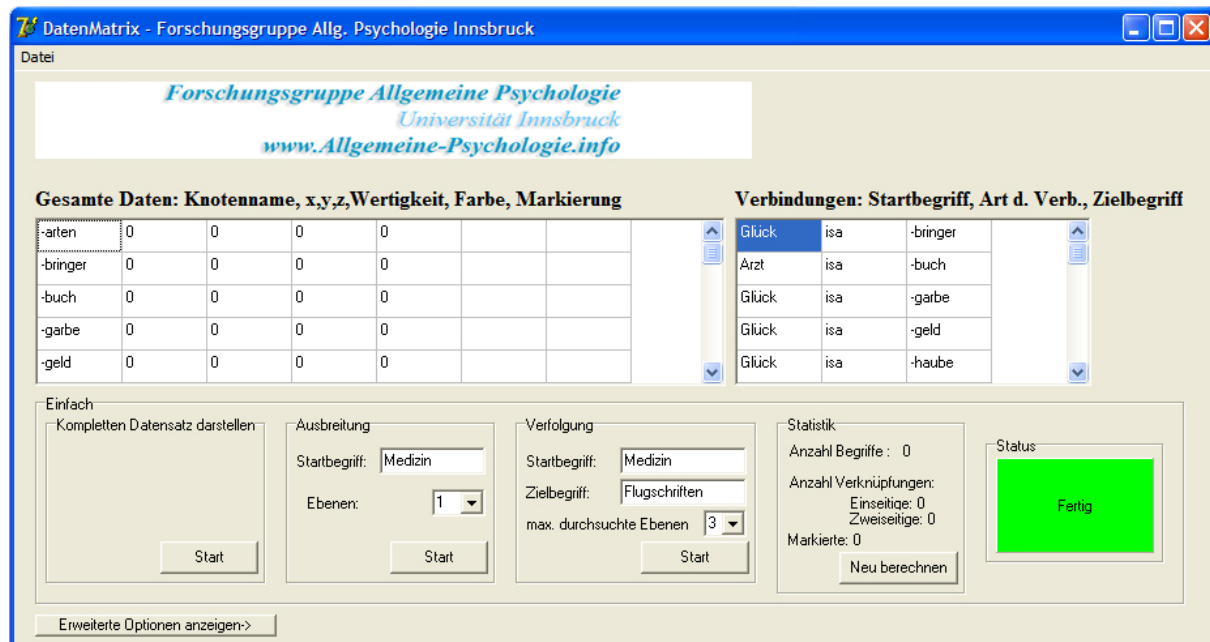 DatenMatrix - Forschungsgruppe Allg. Psychologie Innsbruck
Datei
Forschungsgruppe Allgemeine Psychologie
Universität Innsbruck
www.Allgemeine-Psychologie.info
Gesamte Daten: Knotenname, x,y,z,Wertigkeit, Farbe, Markierung
-arten 0 0 0 0
-bringer 0 0 0 0
-buch 0 0 0 0
-garbe 0 0 0 0
-geld 0 0 0 0
Verbindungen: Startbegriff, Art d. Verb., Zielbegriff
Glück isa -bringer
Arzt isa -buch
Glück isa -garbe
Glück isa -geld
Glück isa -haube
Einfach
Kompletten Datensatz darstellen
Start
Ausbreitung
Startbegriff: Medizin
Ebenen: 1
Start
Verfolgung
Startbegriff: Medizin
Zielbegriff: Flugschriften
max. durchsuchte Ebenen 3
Start
Statistik
Anzahl Begriffe : 0
Anzahl Verknüpfungen:
Einseitige: 0
Zweiseitige: 0
Markierte: 0
Neu berechnen
Status
Fertig
Erweiterte Optionen anzeigen->